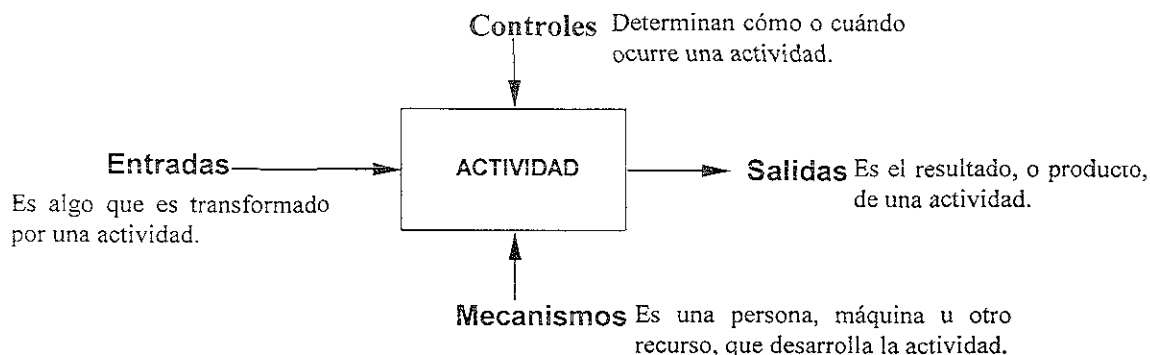 Controles Determinan cómo o cuándo
ocurre una actividad.
Entradas
ACTIVIDAD
Salidas Es el resultado, o producto,
de una actividad.
Es algo que es transformado
por una actividad.
Mecanismos Es una persona, máquina u otro
recurso, que desarrolla la actividad.